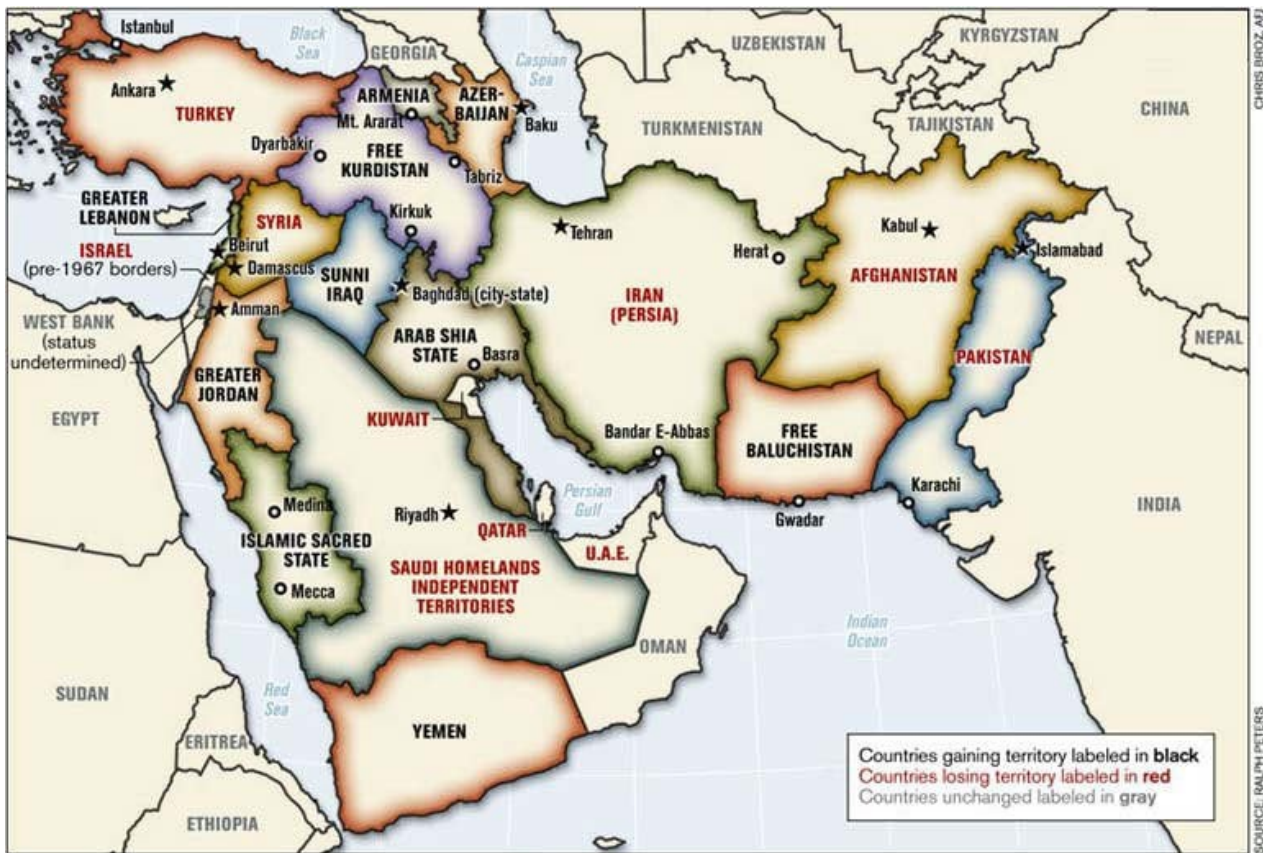 Istanbul
Black
Sea
GEORGIA
Caspian
Sea
UZBEKISTAN
KYRGYZSTAN
CHRIS BROZ, AFJ
Ankara
TURKEY
ARMENIA
Mt. Ararat
AZER-
BAIJAN
Baku
TURKMENISTAN
TAJIKISTAN
CHINA
Dyarbakir
FREE
KURDISTAN
Tabriz
GREATER
LEBANON
SYRIA
Kirkuk
Tehran
Herat
Kabul
Islamabad
ISRAEL
(pre-1967 borders)
Beirut
Damascus
SUNNI
IRAQ
Baghdad (city-state)
IRAN
(PERSIA)
AFGHANISTAN
WEST BANK
(status
undetermined)
Amman
ARAB SHIA
STATE
Basra
PAKISTAN
NEPAL
GREATER
JORDAN
EGYPT
KUWAIT
Bandar E-Abbas
FREE
BALUCHISTAN
Karachi
Medina
Riyadh
Persian
Gulf
Gwadar
INDIA
ISLAMIC SACRED
STATE
QATAR
U.A.E.
Mecca
SAUDI HOMELANDS
INDEPENDENT
TERRITORIES
OMAN
Indian
Ocean
SUDAN
Red
Sea
YEMEN
ERITREA
ETHIOPIA
Countries gaining territory labeled in black
Countries losing territory labeled in red
Countries unchanged labeled in gray
SOURCE: RALPH PETERS